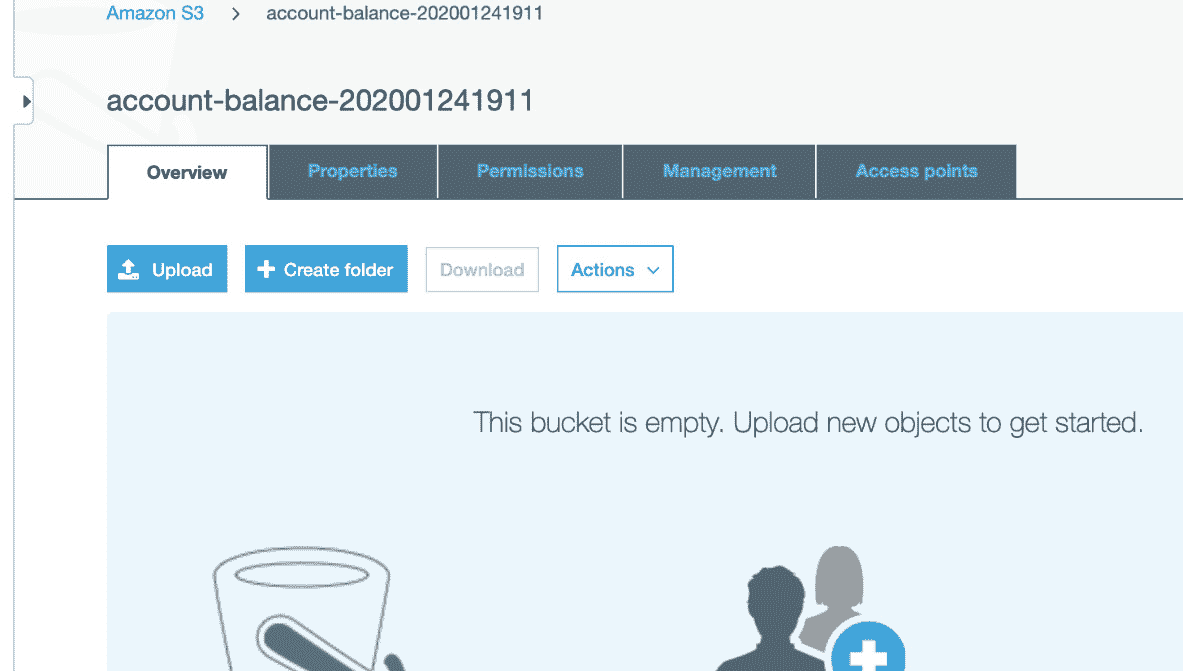 Amazon S3 > account-balance-202001241911
account-balance-202001241911
Overview Properties Permissions Management Access points
Upload Create folder Download Actions
This bucket is empty. Upload new objects to get started.